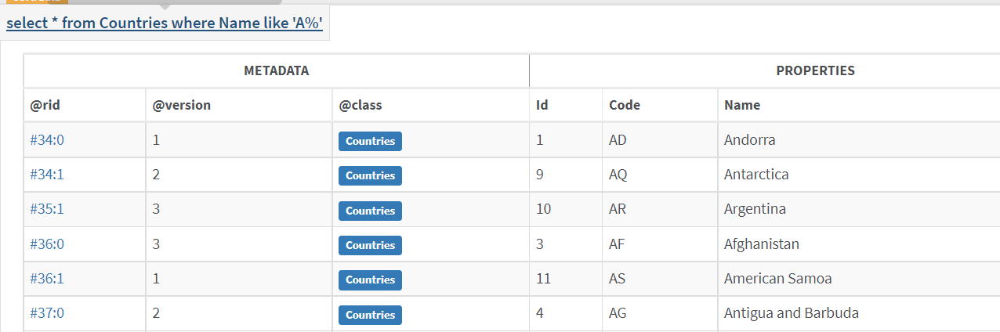 select * from Countries where Name like 'A%'
METADATA PROPERTIES
@rid @version @class Id Code Name
#34:0 1 Countries 1 AD Andorra
#34:1 2 Countries 9 AQ Antarctica
#35:1 3 Countries 10 AR Argentina
#36:0 3 Countries 3 AF Afghanistan
#36:1 1 Countries 11 AS American Samoa
#37:0 2 Countries 4 AG Antigua and Barbuda